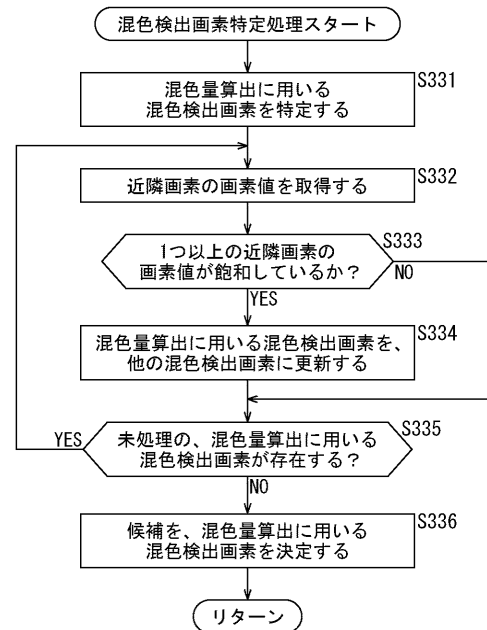 混色検出画素特定処理スタート
S331
混色量算出に用いる
混色検出画素を特定する
S332
近隣画素の画素値を取得する
S333
1つ以上の近隣画素の
画素値が飽和しているか？
NO
YES
S334
混色量算出に用いる混色検出画素を、
他の混色検出画素に更新する
S335
YES
未処理の、混色量算出に用いる
混色検出画素が存在する？
NO
S336
候補を、混色量算出に用いる
混色検出画素を決定する
リターン